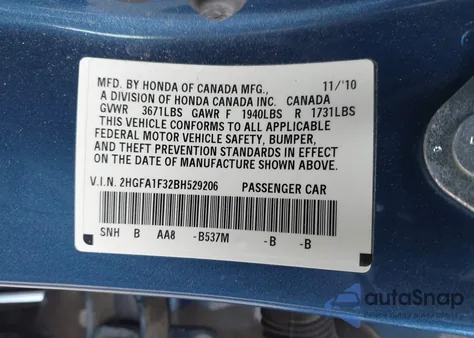 MFD. BY HONDA OF CANADA MFG., 11/'10
A DIVISION OF HONDA CANADA INC. CANADA
GVWR 3671LBS GAWR F 1940LBS R 1731LBS
THIS VEHICLE CONFORMS TO ALL APPLICABLE
FEDERAL MOTOR VEHICLE SAFETY, BUMPER,
AND THEFT PREVENTION STANDARDS IN EFFECT
ON THE DATE OF MANUFACTURE SHOWN ABOVE.
V.I.N. 2HGFA1F32BH529206 PASSENGER CAR
SNH B AA8 -B537M -B -B
autoSnap